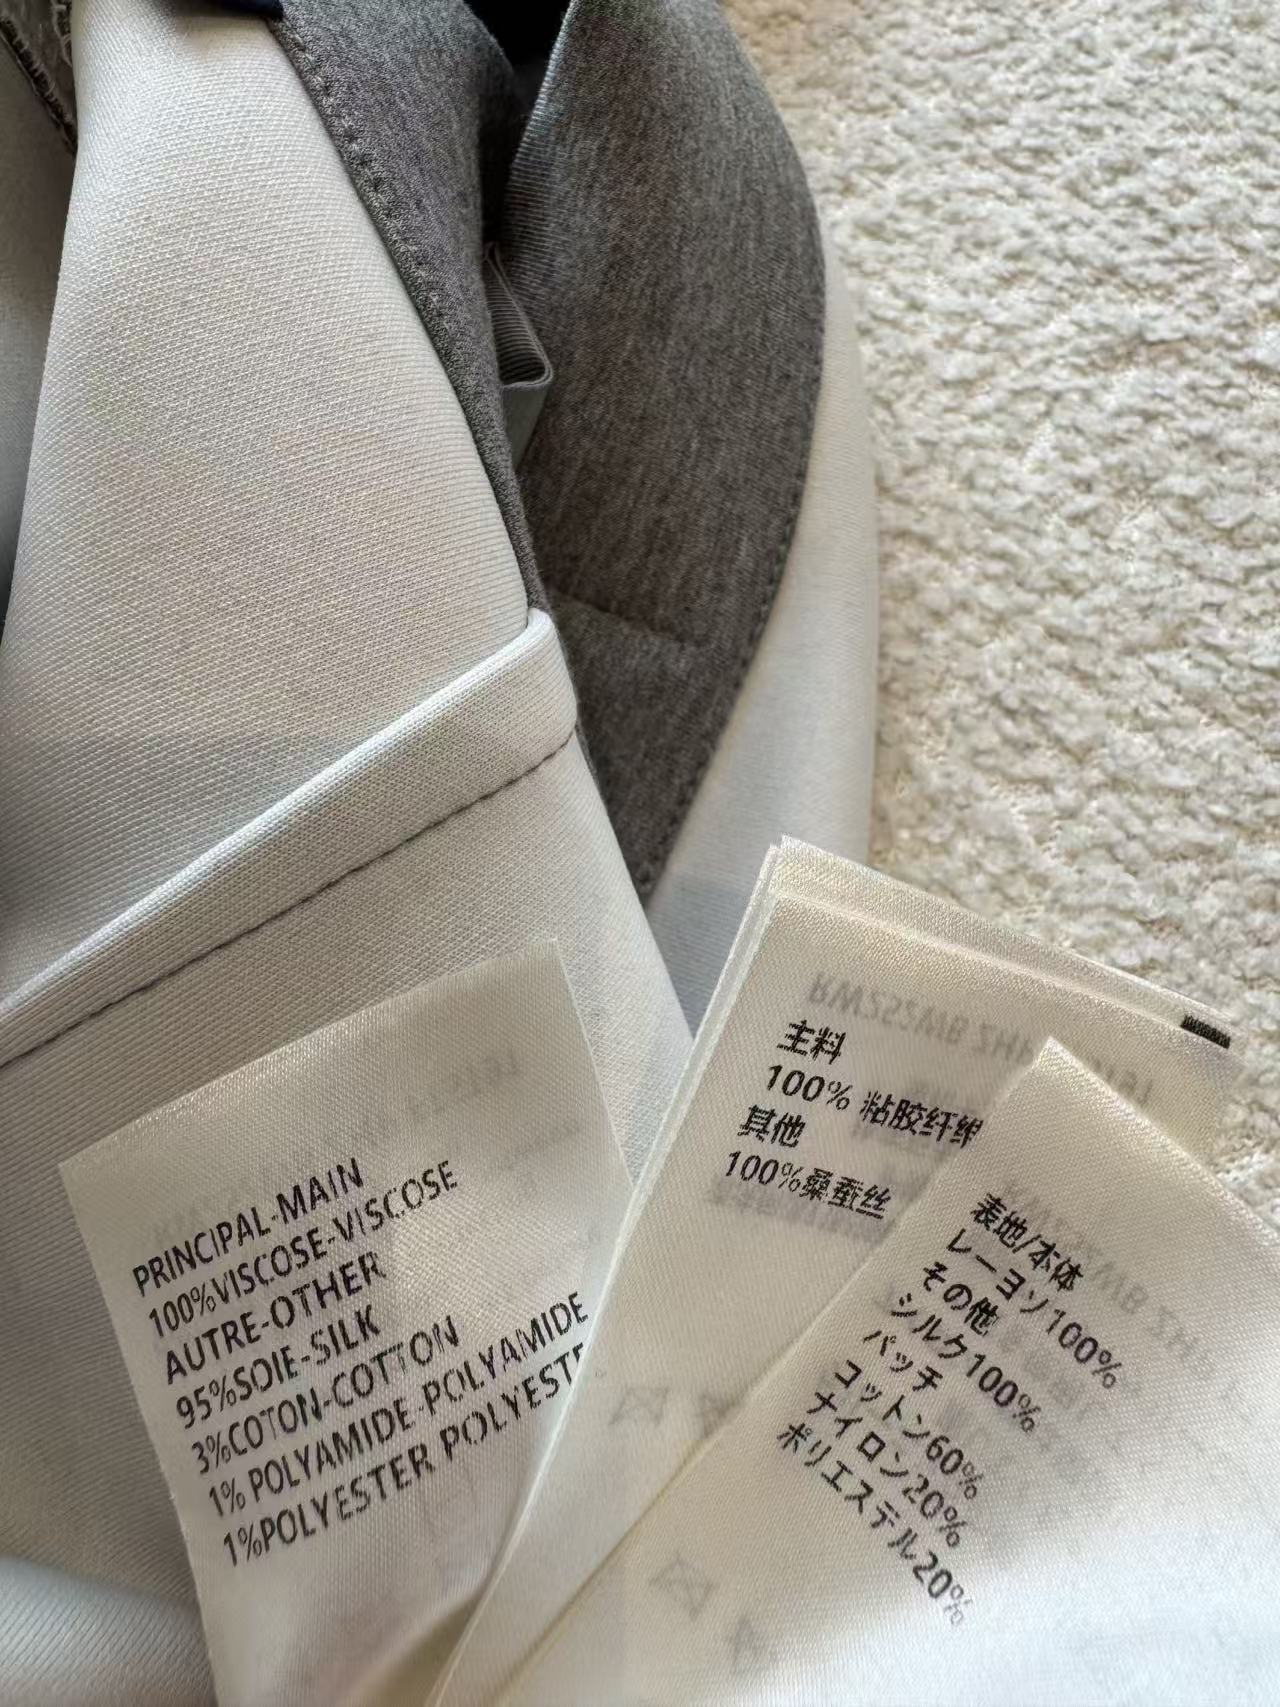 PRINCIPAL-MAIN
100%VISCOSE-VISCOSE
AUTRE-OTHER
95%SOIE-SILK
3%COTON-COTTON
1% POLYAMIDE-POLYAMIDE
1%POLYESTER POLYESTE
主料
100% 粘胶纤维
其他
100%桑蚕丝
表地/本体
レーヨン100%
その他
シルク100%
パッチ
コットン60%
ナイロン20%
ポリエステル20%